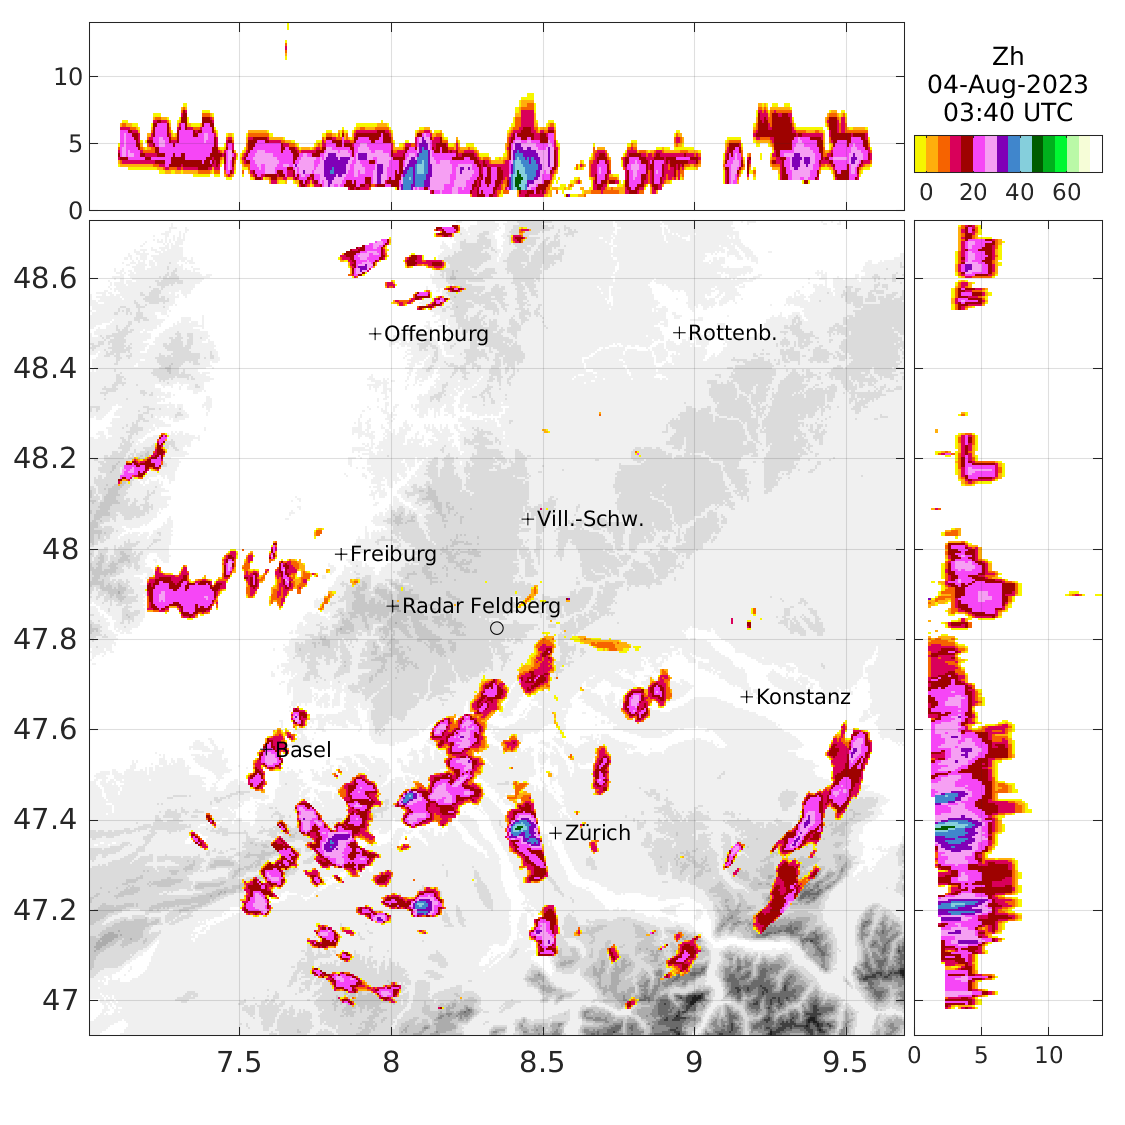 10
5
0
Zh
04-Aug-2023
03:40 UTC
0 20 40 60
48.6
48.4
48.2
48
47.8
47.6
47.4
47.2
47
+Offenburg
+Rottenb.
+Vill.-Schw.
+Freiburg
+Radar Feldberg
+Konstanz
+Basel
+Zürich
7.5 8 8.5 9 9.5
0 5 10